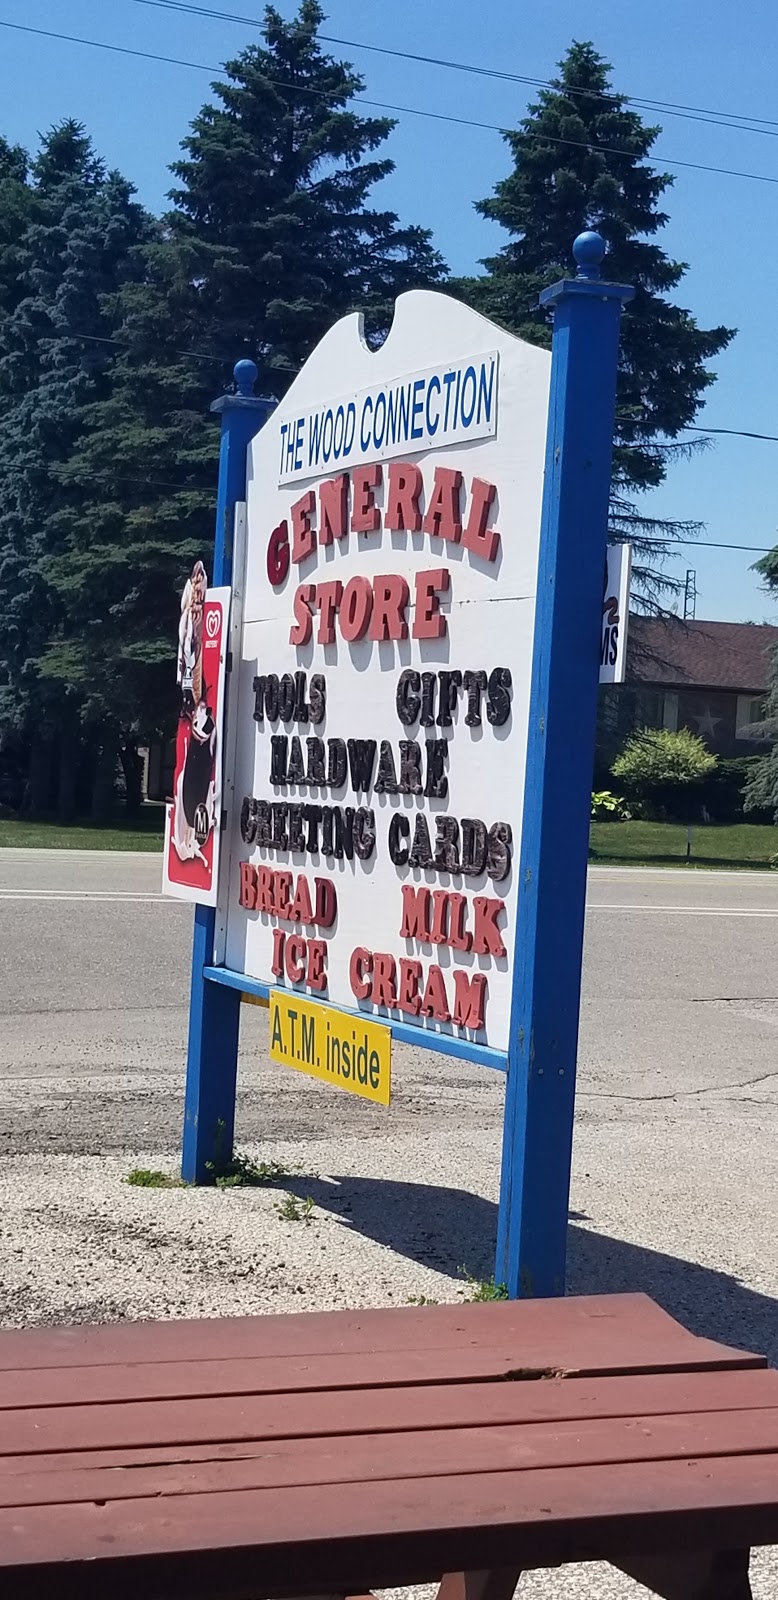 THE WOOD CONNECTION
GENERAL
STORE
TOOLS GIFTS
HARDWARE
GREETING CARDS
BREAD MILK
ICE CREAM
A.T.M. inside